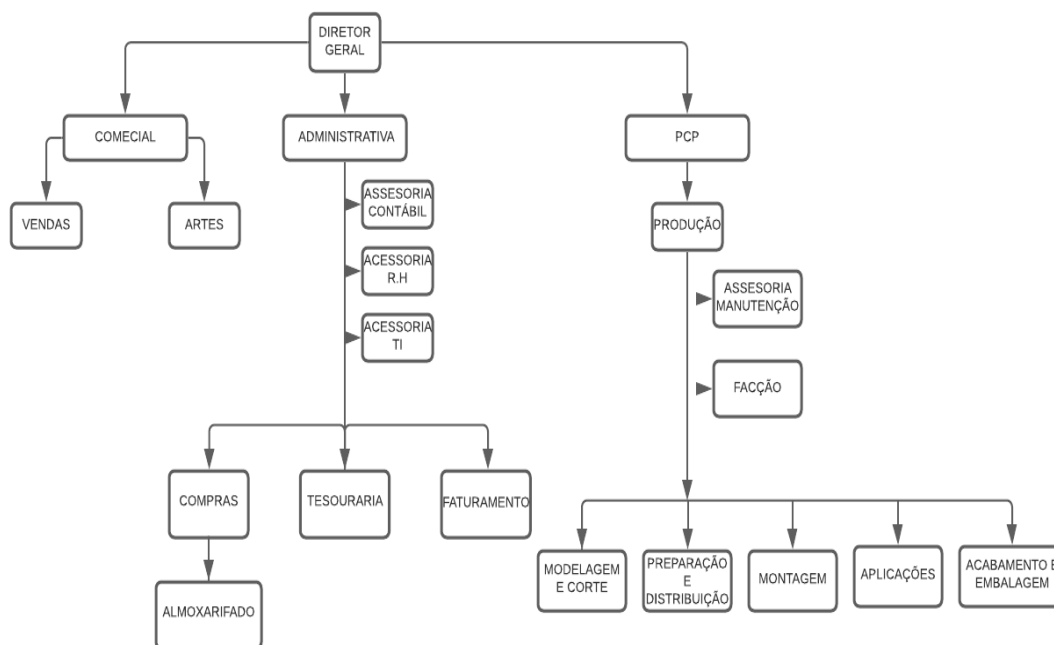 DIRETOR
GERAL
COMECIAL
ADMINISTRATIVA
PCP
ASSESORIA
CONTÁBIL
VENDAS
ARTES
PRODUÇÃO
ACESSORIA
R.H
ASSESORIA
MANUTENÇÃO
ACESSORIA
TI
FACÇÃO
COMPRAS
TESOURARIA
FATURAMENTO
MODELAGEM
E CORTE
PREPARAÇÃO
E
DISTRIBUIÇÃO
MONTAGEM
APLICAÇÕES
ACABAMENTO E
EMBALAGEM
ALMOXARIFADO